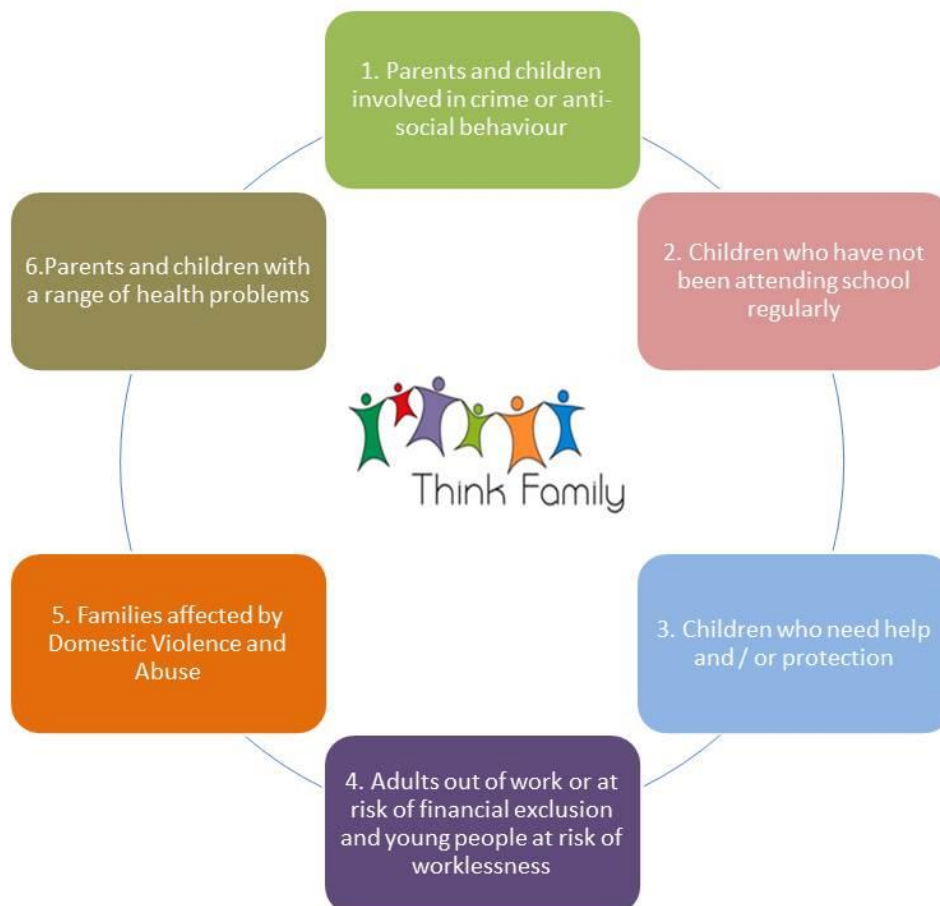 1. Parents and children
involved in crime or anti-
social behaviour
2. Children who have not
been attending school
regularly
3. Children who need help
and / or protection
4. Adults out of work or at
risk of financial exclusion
and young people at risk of
worklessness
5. Families affected by
Domestic Violence and
Abuse
6.Parents and children with
a range of health problems
Think Family